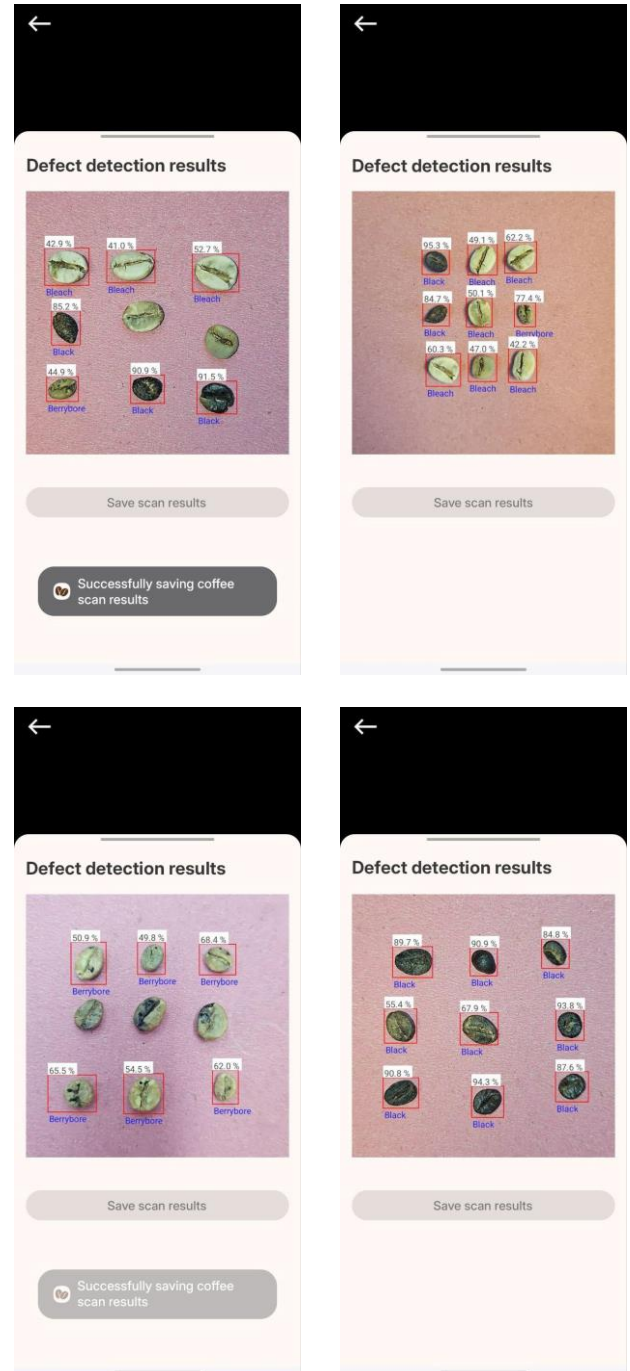 ←
←
Defect detection results
42.9 % 41.0 % 52.7 %
Bleach Bleach Bleach
85.2 %
Black
44.9 % 90.9 % 91.5 %
Berrybore Black Black
Save scan results
Successfully saving coffee
scan results
Defect detection results
95.3 % 49.1 % 62.2 %
Black Bleach Bleach
84.7 % 50.1 % 77.4 %
Black Bleach Berrybore
60.3 % 47.0 % 42.2 %
Bleach Bleach Bleach
Save scan results
←
←
Defect detection results
50.9 % 49.8 % 68.4 %
Berrybore Berrybore Berrybore
65.5 % 54.5 % 62.0 %
Berrybore Berrybore Berrybore
Save scan results
Successfully saving coffee
scan results
Defect detection results
89.7 % 90.9 % 84.8 %
Black Black Black
55.4 % 67.9 % 93.8 %
Black Black Black
90.8 % 94.3 % 87.6 %
Black Black Black
Save scan results